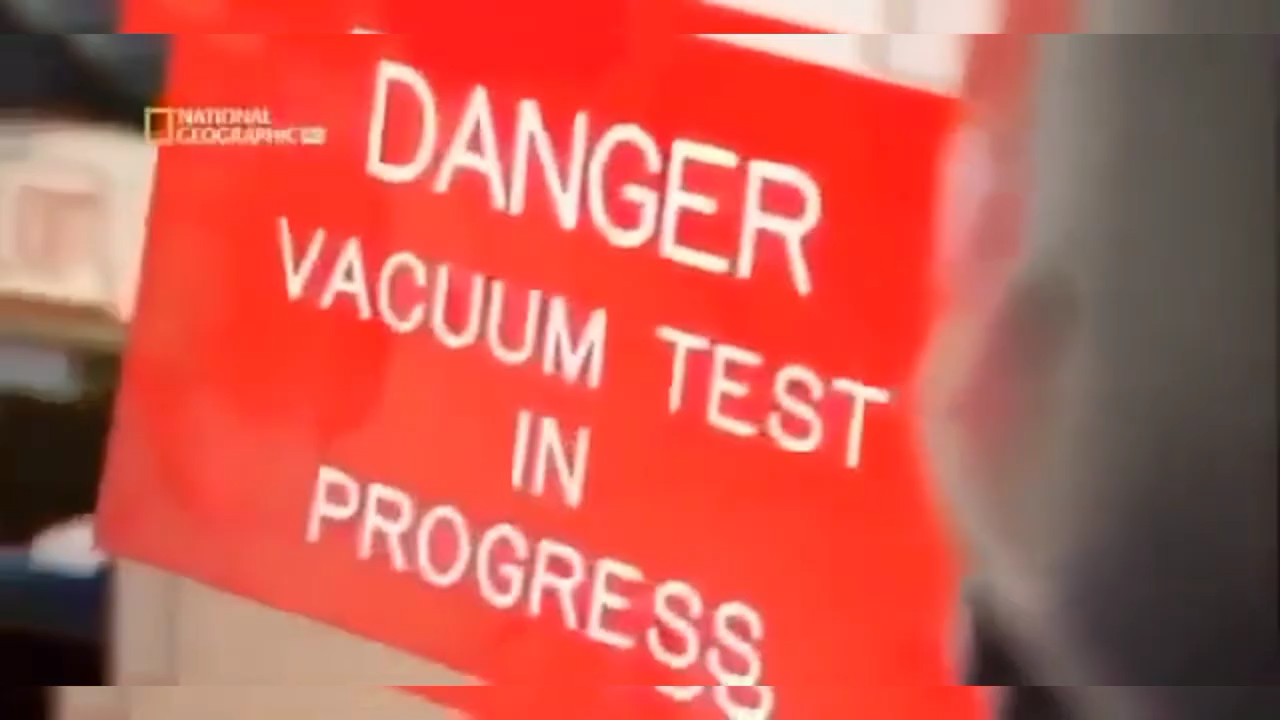 NATIONAL
GEOGRAPHIC
DANGER
VACUUM TEST
IN
PROGRESS